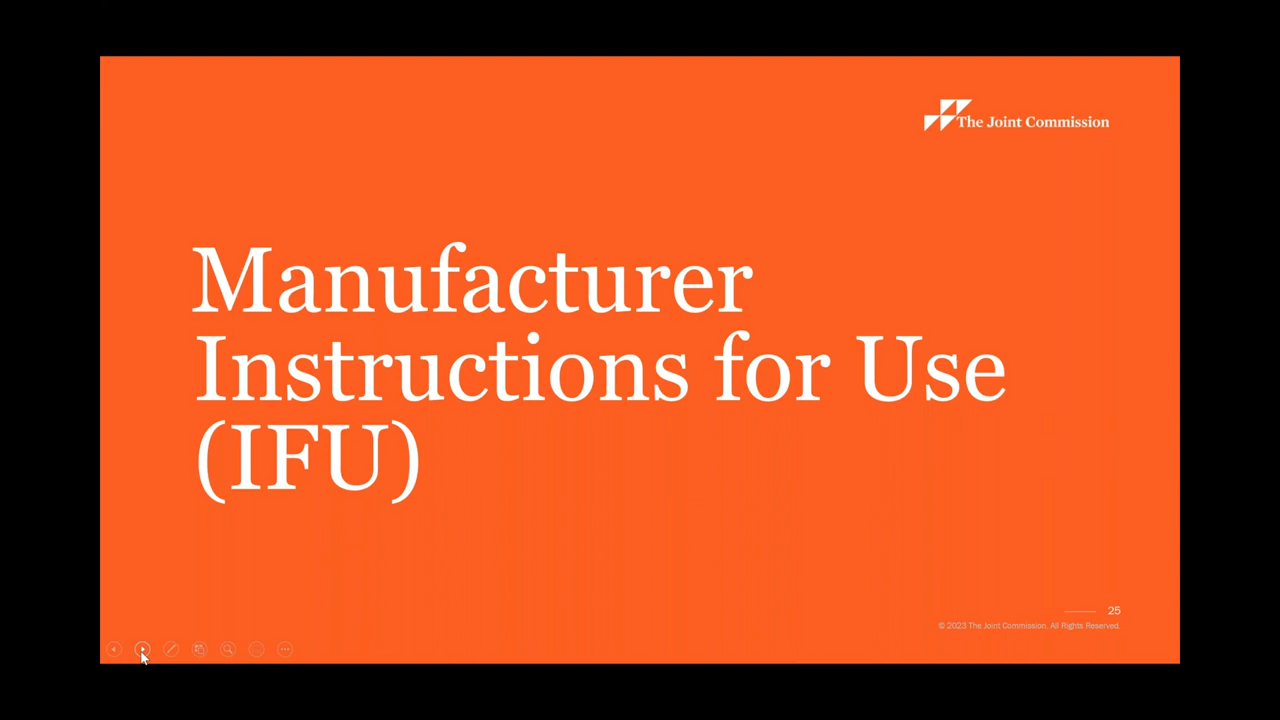 The Joint Commission
Manufacturer
Instructions for Use
(IFU)
25
© 2023 The Joint Commission. All Rights Reserved.